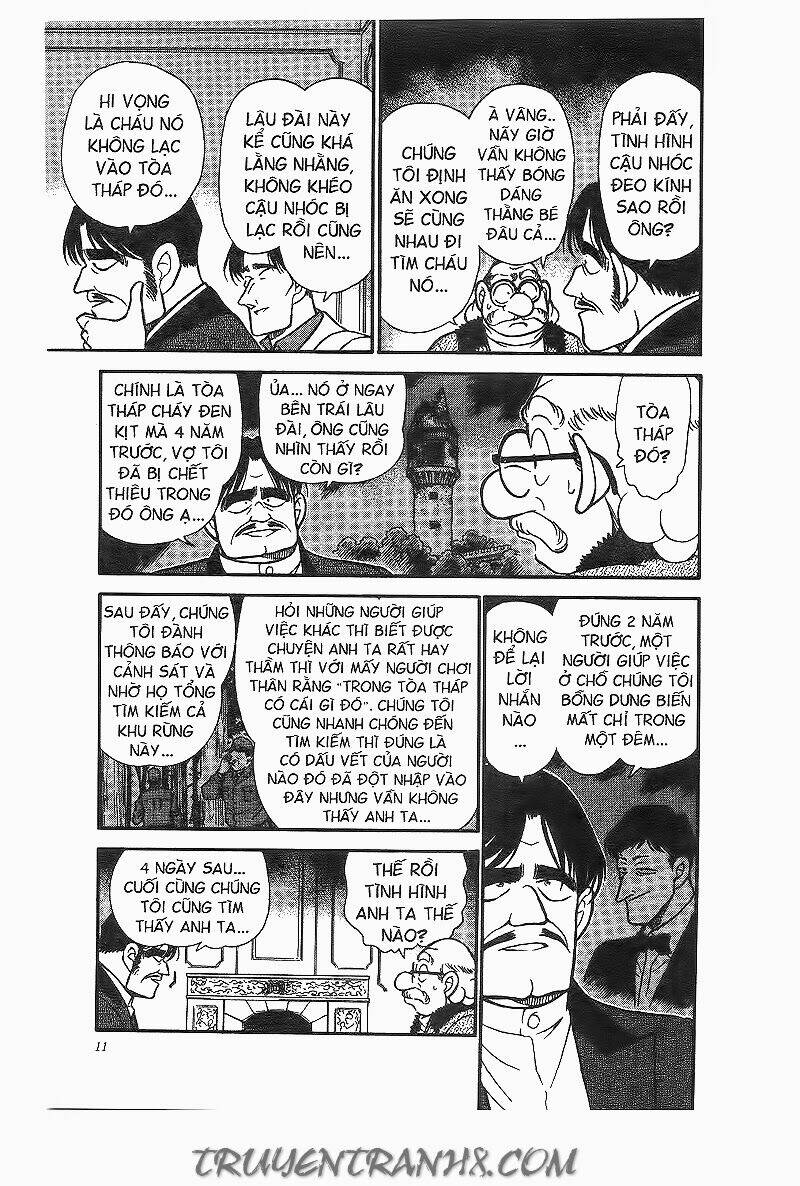 PHẢI ĐẤY,
TÌNH HÌNH
CẬU NHÓC
ĐEO KÍNH
SAO RỒI
ÔNG?
À VÂNG..
NÃY GIỜ
VẪN KHÔNG
THẤY BÓNG
DÁNG
THẰNG BÉ
ĐÂU CẢ...
CHÚNG
TÔI ĐỊNH
ĂN XONG
SẼ CÙNG
NHAU ĐI
TÌM CHÁU
NÓ...
LÂU ĐÀI NÀY
KỂ CŨNG KHÁ
LẰNG NHẰNG,
KHÔNG KHÉO
CẬU NHÓC BỊ
LẠC RỒI CŨNG
NÊN...
HI VỌNG
LÀ CHÁU NÓ
KHÔNG LẠC
VÀO TÒA
THÁP ĐÓ...
TÒA
THÁP
ĐÓ?
ỦA... NÓ Ở NGAY
BÊN TRÁI LÂU
ĐÀI, ÔNG CŨNG
NHÌN THẤY RỒI
CÒN GÌ?
CHÍNH LÀ TÒA
THÁP CHÁY ĐEN
KỊT MÀ 4 NĂM
TRƯỚC, VỢ TÔI
ĐÃ BỊ CHẾT
THIÊU TRONG
ĐÓ ÔNG Ạ...
ĐÚNG 2 NĂM
TRƯỚC, MỘT
NGƯỜI GIÚP VIỆC
Ở CHỖ CHÚNG TÔI
BỖNG DUNG BIẾN
MẤT CHỈ TRONG
MỘT ĐÊM...
KHÔNG
ĐỂ LẠI
LỜI
NHẮN
NÀO
...
HỎI NHỮNG NGƯỜI GIÚP
VIỆC KHÁC THÌ BIẾT ĐƯỢC
CHUYỆN ANH TA RẤT HAY
THẦM THÌ VỚI MẤY NGƯỜI CHƠI
THÂN RẰNG "TRONG TÒA THÁP
CÓ CÁI GÌ ĐÓ". CHÚNG TÔI
CŨNG NHANH CHÓNG ĐẾN
TÌM KIẾM THÌ ĐÚNG LÀ
CÓ DẤU VẾT CỦA NGƯỜI
NÀO ĐÓ ĐÃ ĐỘT NHẬP VÀO
ĐÂY NHƯNG VẪN KHÔNG
THẤY ANH TA...
SAU ĐẤY, CHÚNG
TÔI ĐÀNH
THÔNG BÁO VỚI
CẢNH SÁT VÀ
NHỜ HỌ TỔNG
TÌM KIẾM CẢ
KHU RỪNG
NÀY...
THẾ RỒI
TÌNH HÌNH
ANH TA THẾ
NÀO?
4 NGÀY SAU...
CUỐI CÙNG CHÚNG
TÔI CŨNG TÌM
THẤY ANH TA...
11
TRUYENTRANH8.COM